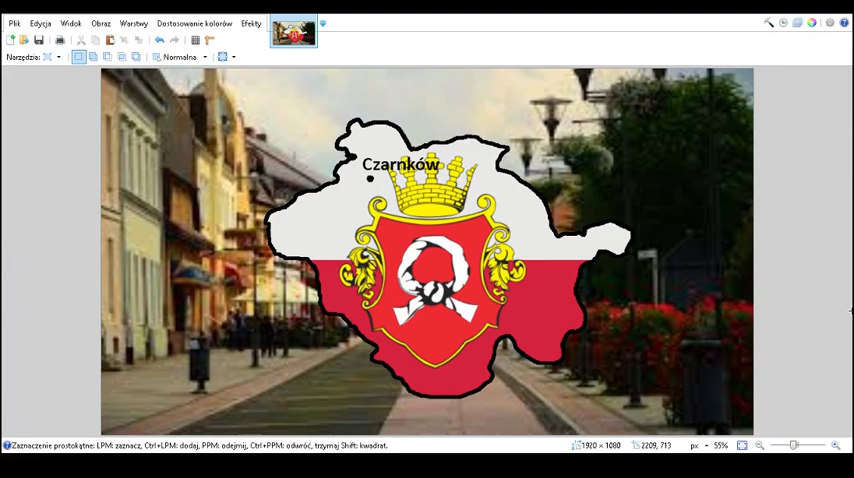 Plik Edycja Widok Obraz Warstwy Dostosowanie kolorów Efekty
Narzędzia: Normalna
Czarnków
Zaznaczenie prostokątne: LPM: zaznacz, Ctrl+LPM: dodaj, PPM: odejmij, Ctrl+PPM: odwróć, trzymaj Shift: kwadrat. 1920 × 1080 2209, 713 px 55%